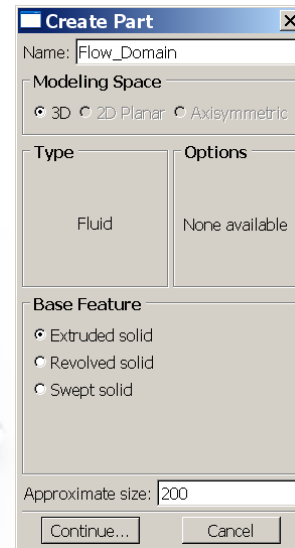 Create Part
Name: Flow_Domain
Modeling Space
3D 2D Planar Axisymmetric
Type Options
Fluid None available
Base Feature
Extruded solid
Revolved solid
Swept solid
Approximate size: 200
Continue... Cancel